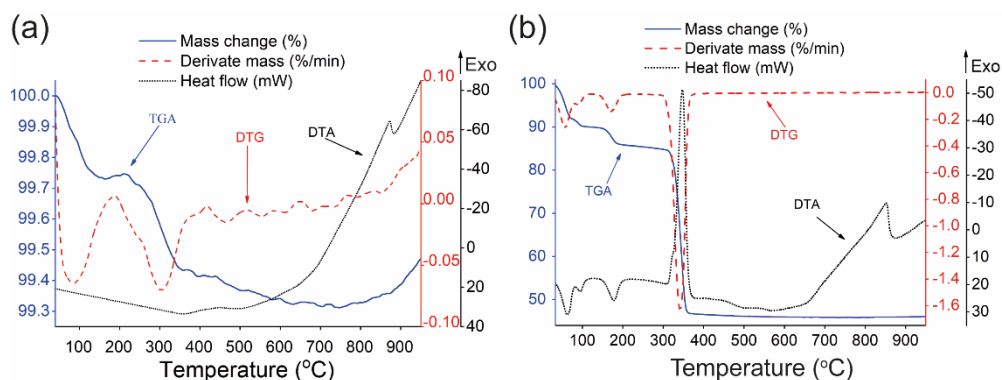 (a)
Mass change (%)
Derivate mass (%/min)
Heat flow (mW)
Exo
100.0
99.9
99.8
99.7
99.6
99.5
99.4
99.3
TGA
DTG
DTA
-80
-60
-40
-20
0
20
40
0.10
0.05
0.00
-0.05
-0.10
100 200 300 400 500 600 700 800 900
Temperature (°C)
(b)
Mass change (%)
Derivate mass (%/min)
Heat flow (mW)
Exo
100
90
80
70
60
50
TGA
DTG
DTA
0.0
-0.2
-0.4
-0.6
-0.8
-1.0
-1.2
-1.4
-1.6
-50
-40
-30
-20
-10
0
10
20
30
100 200 300 400 500 600 700 800 900
Temperature (°C)